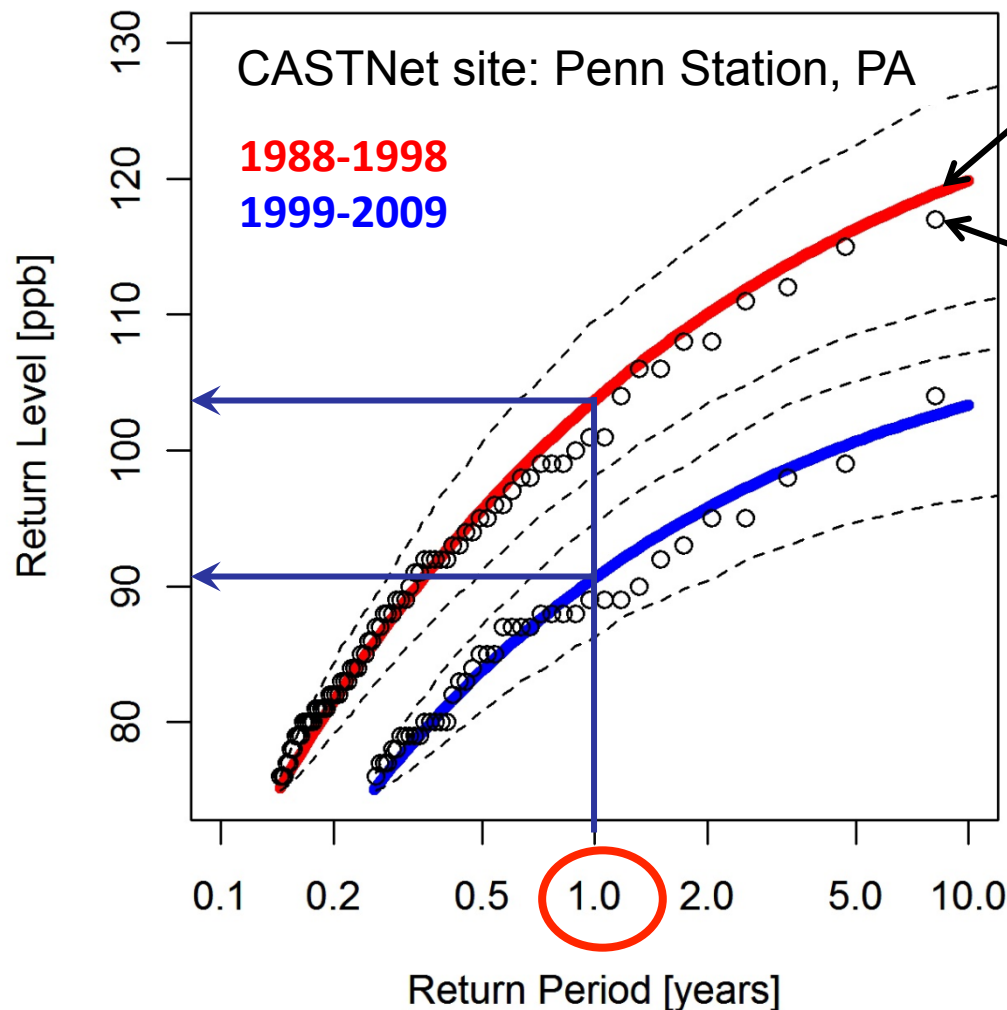 CASTNet site: Penn Station, PA
1988-1998
1999-2009
Return Level [ppb]
130
120
110
100
90
80
0.1 0.2 0.5 1.0 2.0 5.0 10.0
Return Period [years]